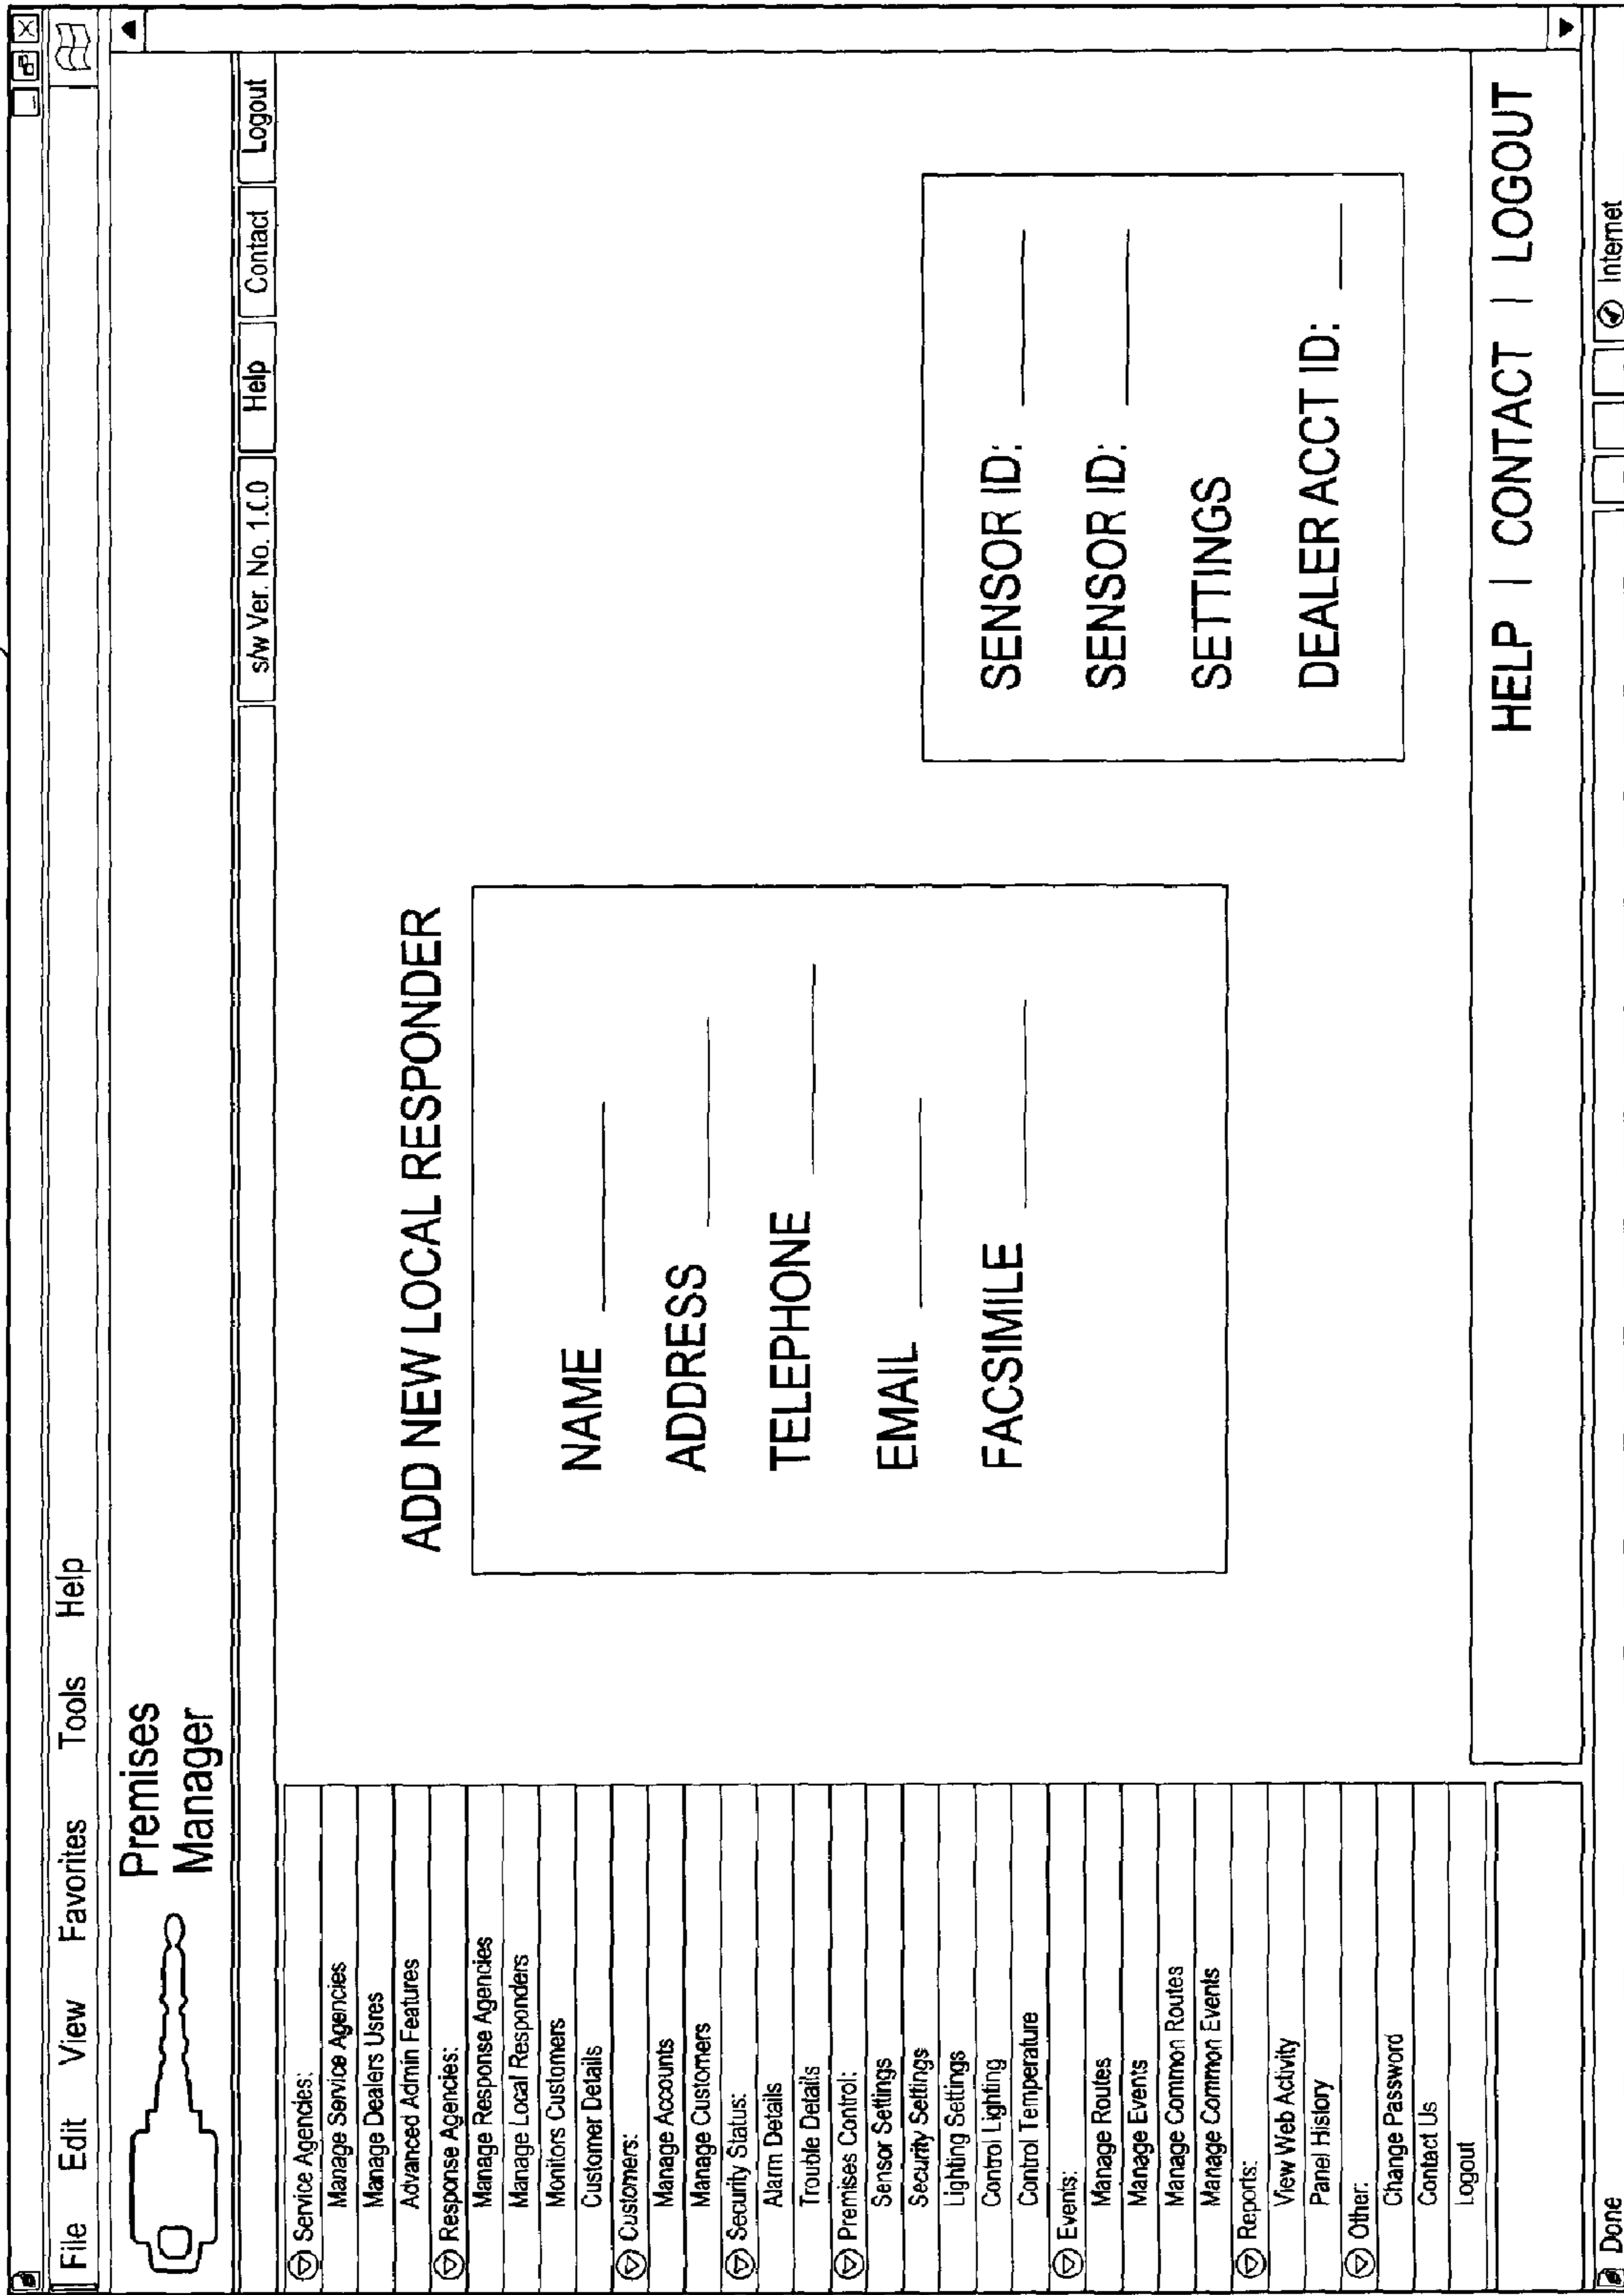 File Edit View Favorites Tools Help
Premises
Manager
s/w Ver. No. 1.0.0 Help Contact Logout
Service Agencies:
Manage Service Agencies
Manage Dealers Usres
Advanced Admin Features
Response Agencies:
Manage Response Agencies
Manage Local Responders
Monitors Customers
Customer Details
Customers:
Manage Accounts
Manage Customers
Security Status:
Alarm Details
Trouble Details
Premises Control:
Sensor Settings
Security Settings
Lighting Settings
Control Lighting
Control Temperature
Events:
Manage Routes
Manage Events
Manage Common Routes
Manage Common Events
Reports:
View Web Activity
Panel History
Other:
Change Password
Contact Us
Logout
ADD NEW LOCAL RESPONDER
NAME
ADDRESS
TELEPHONE
EMAIL
FACSIMILE
SENSOR ID:
SENSOR ID:
SETTINGS
DEALER ACCT ID:
HELP | CONTACT | LOGOUT
Done Internet